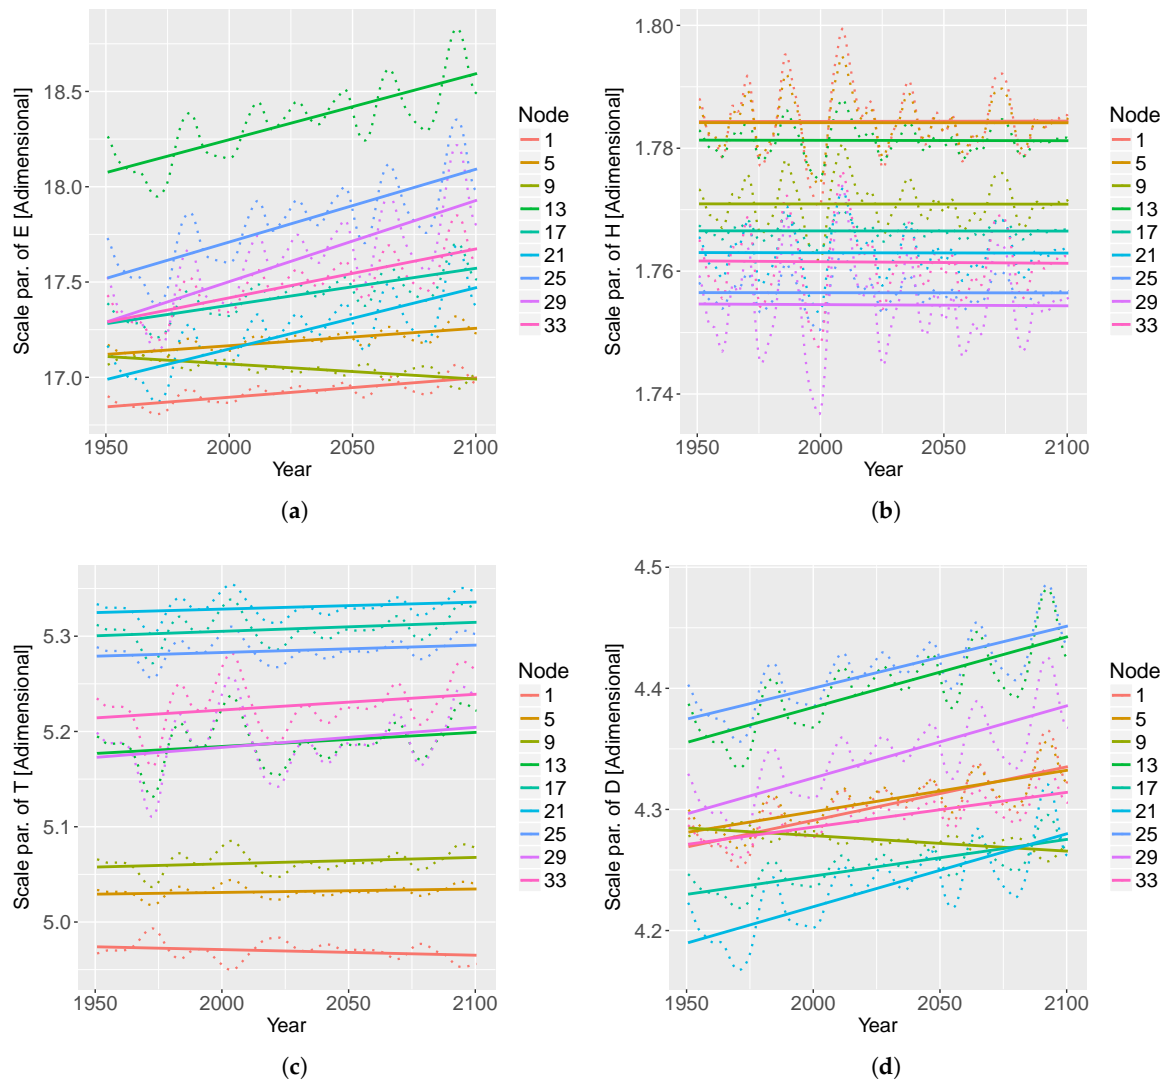 Scale par. of E [Adimensional]
18.5
18.0
17.5
17.0
1950 2000 2050 2100
Year
Node
1
5
9
13
17
21
25
29
33
(a)
Scale par. of H [Adimensional]
1.80
1.78
1.76
1.74
1950 2000 2050 2100
Year
Node
1
5
9
13
17
21
25
29
33
(b)
Scale par. of T [Adimensional]
5.3
5.2
5.1
5.0
1950 2000 2050 2100
Year
Node
1
5
9
13
17
21
25
29
33
(c)
Scale par. of D [Adimensional]
4.5
4.4
4.3
4.2
1950 2000 2050 2100
Year
Node
1
5
9
13
17
21
25
29
33
(d)